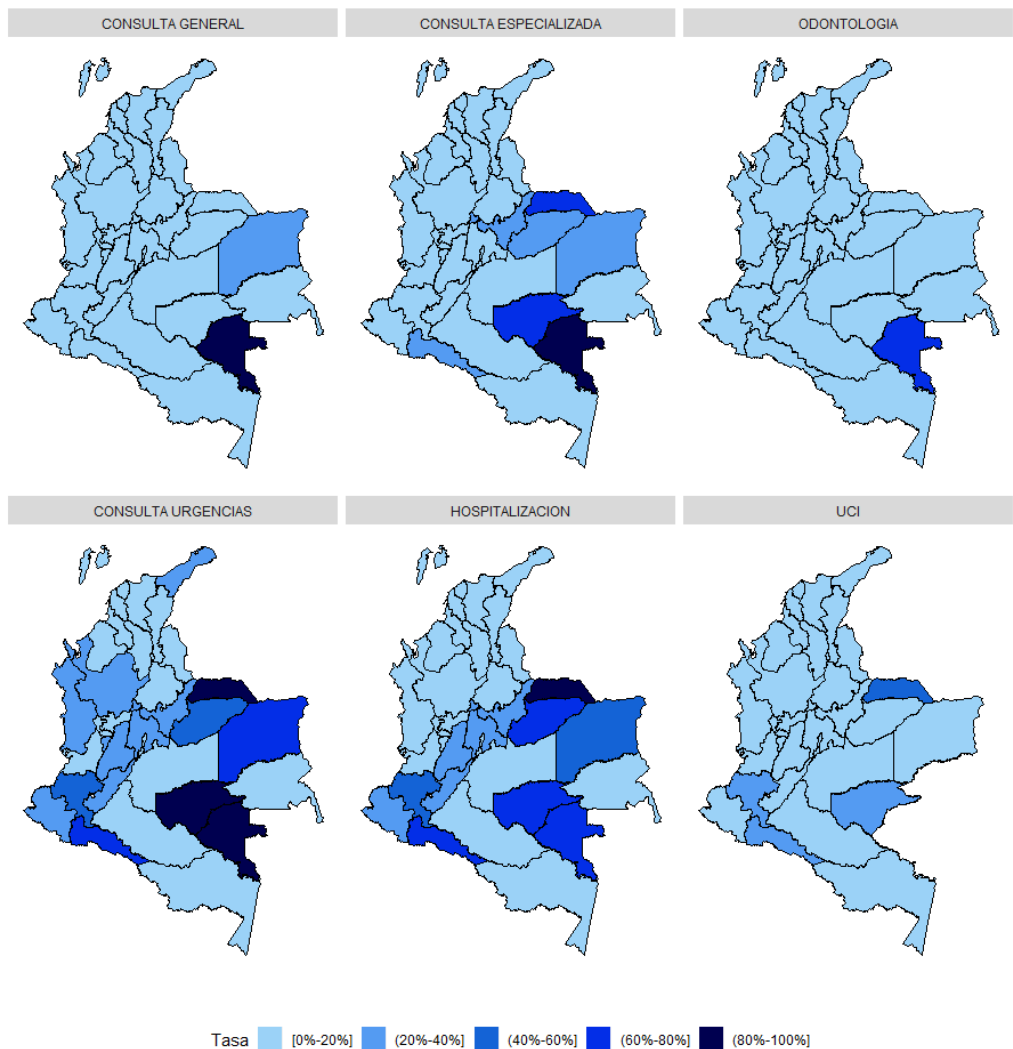 CONSULTA GENERAL
CONSULTA ESPECIALIZADA
ODONTOLOGIA
CONSULTA URGENCIAS
HOSPITALIZACION
UCI
Tasa [0%-20%] (20%-40%] (40%-60%] (60%-80%] (80%-100%]